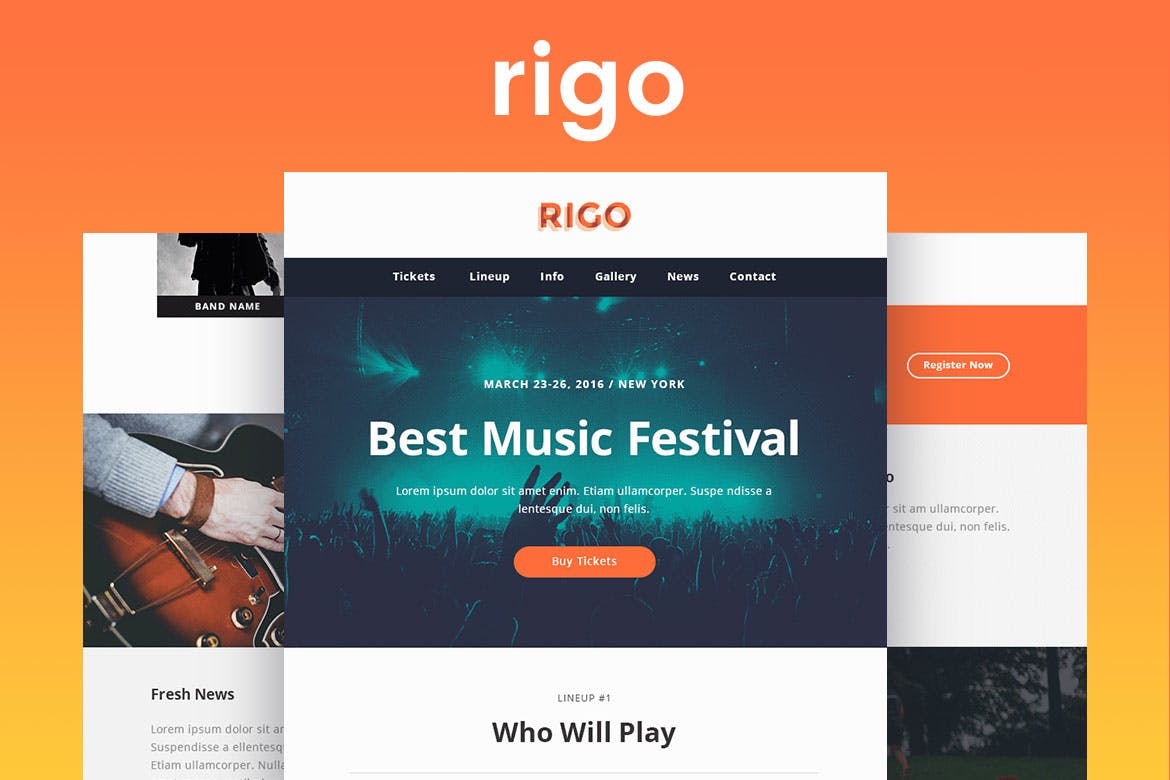 rigo
RIGO
Tickets Lineup Info Gallery News Contact
MARCH 23-26, 2016 / NEW YORK
Best Music Festival
Lorem ipsum dolor sit amet enim. Etiam ullamcorper. Suspe ndisse a
lentesque dui, non felis.
Buy Tickets
LINEUP #1
Who Will Play
BAND NAME
Fresh News
Lorem ipsum dolor sit ar
Suspendisse a ellentesq
Etiam ullamcorper. Nulla
Register Now
o
sit am ullamcorper.
entesque dui, non felis.